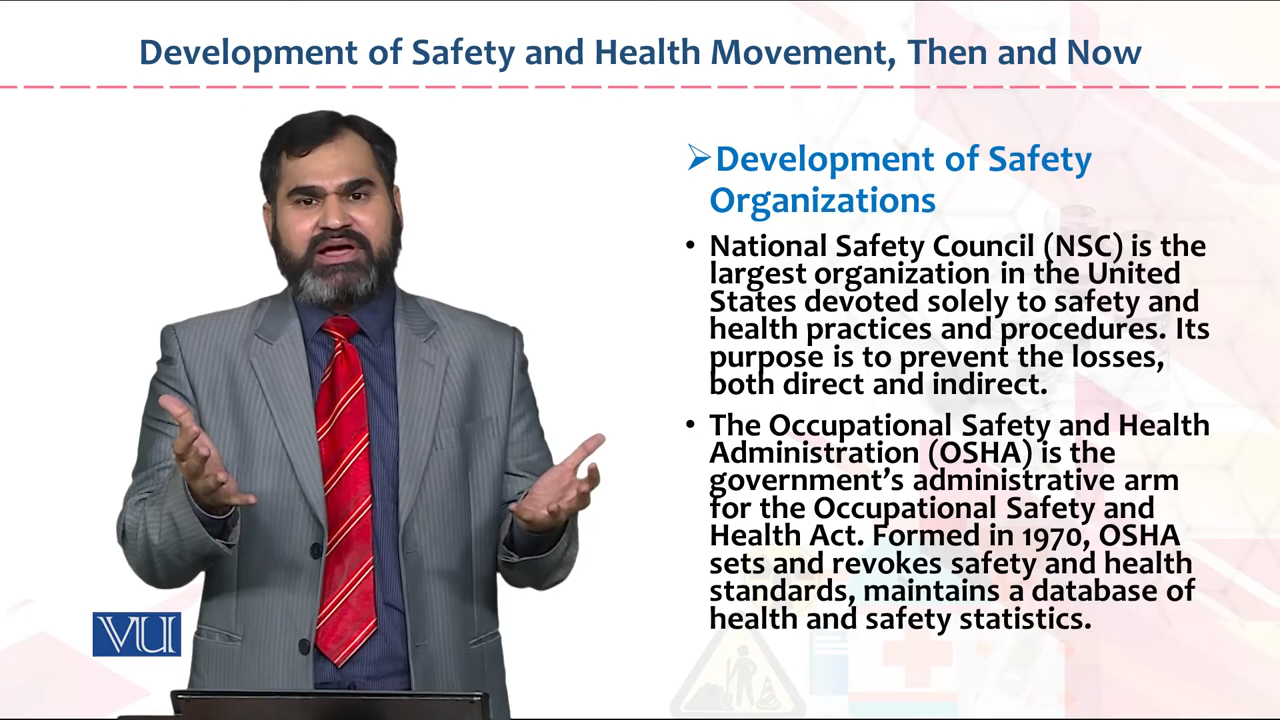 Development of Safety and Health Movement, Then and Now
➢Development of Safety
Organizations
• National Safety Council (NSC) is the
largest organization in the United
States devoted solely to safety and
health practices and procedures. Its
purpose is to prevent the losses,
both direct and indirect.
• The Occupational Safety and Health
Administration (OSHA) is the
government’s administrative arm
for the Occupational Safety and
Health Act. Formed in 1970, OSHA
sets and revokes safety and health
standards, maintains a database of
health and safety statistics.
VU